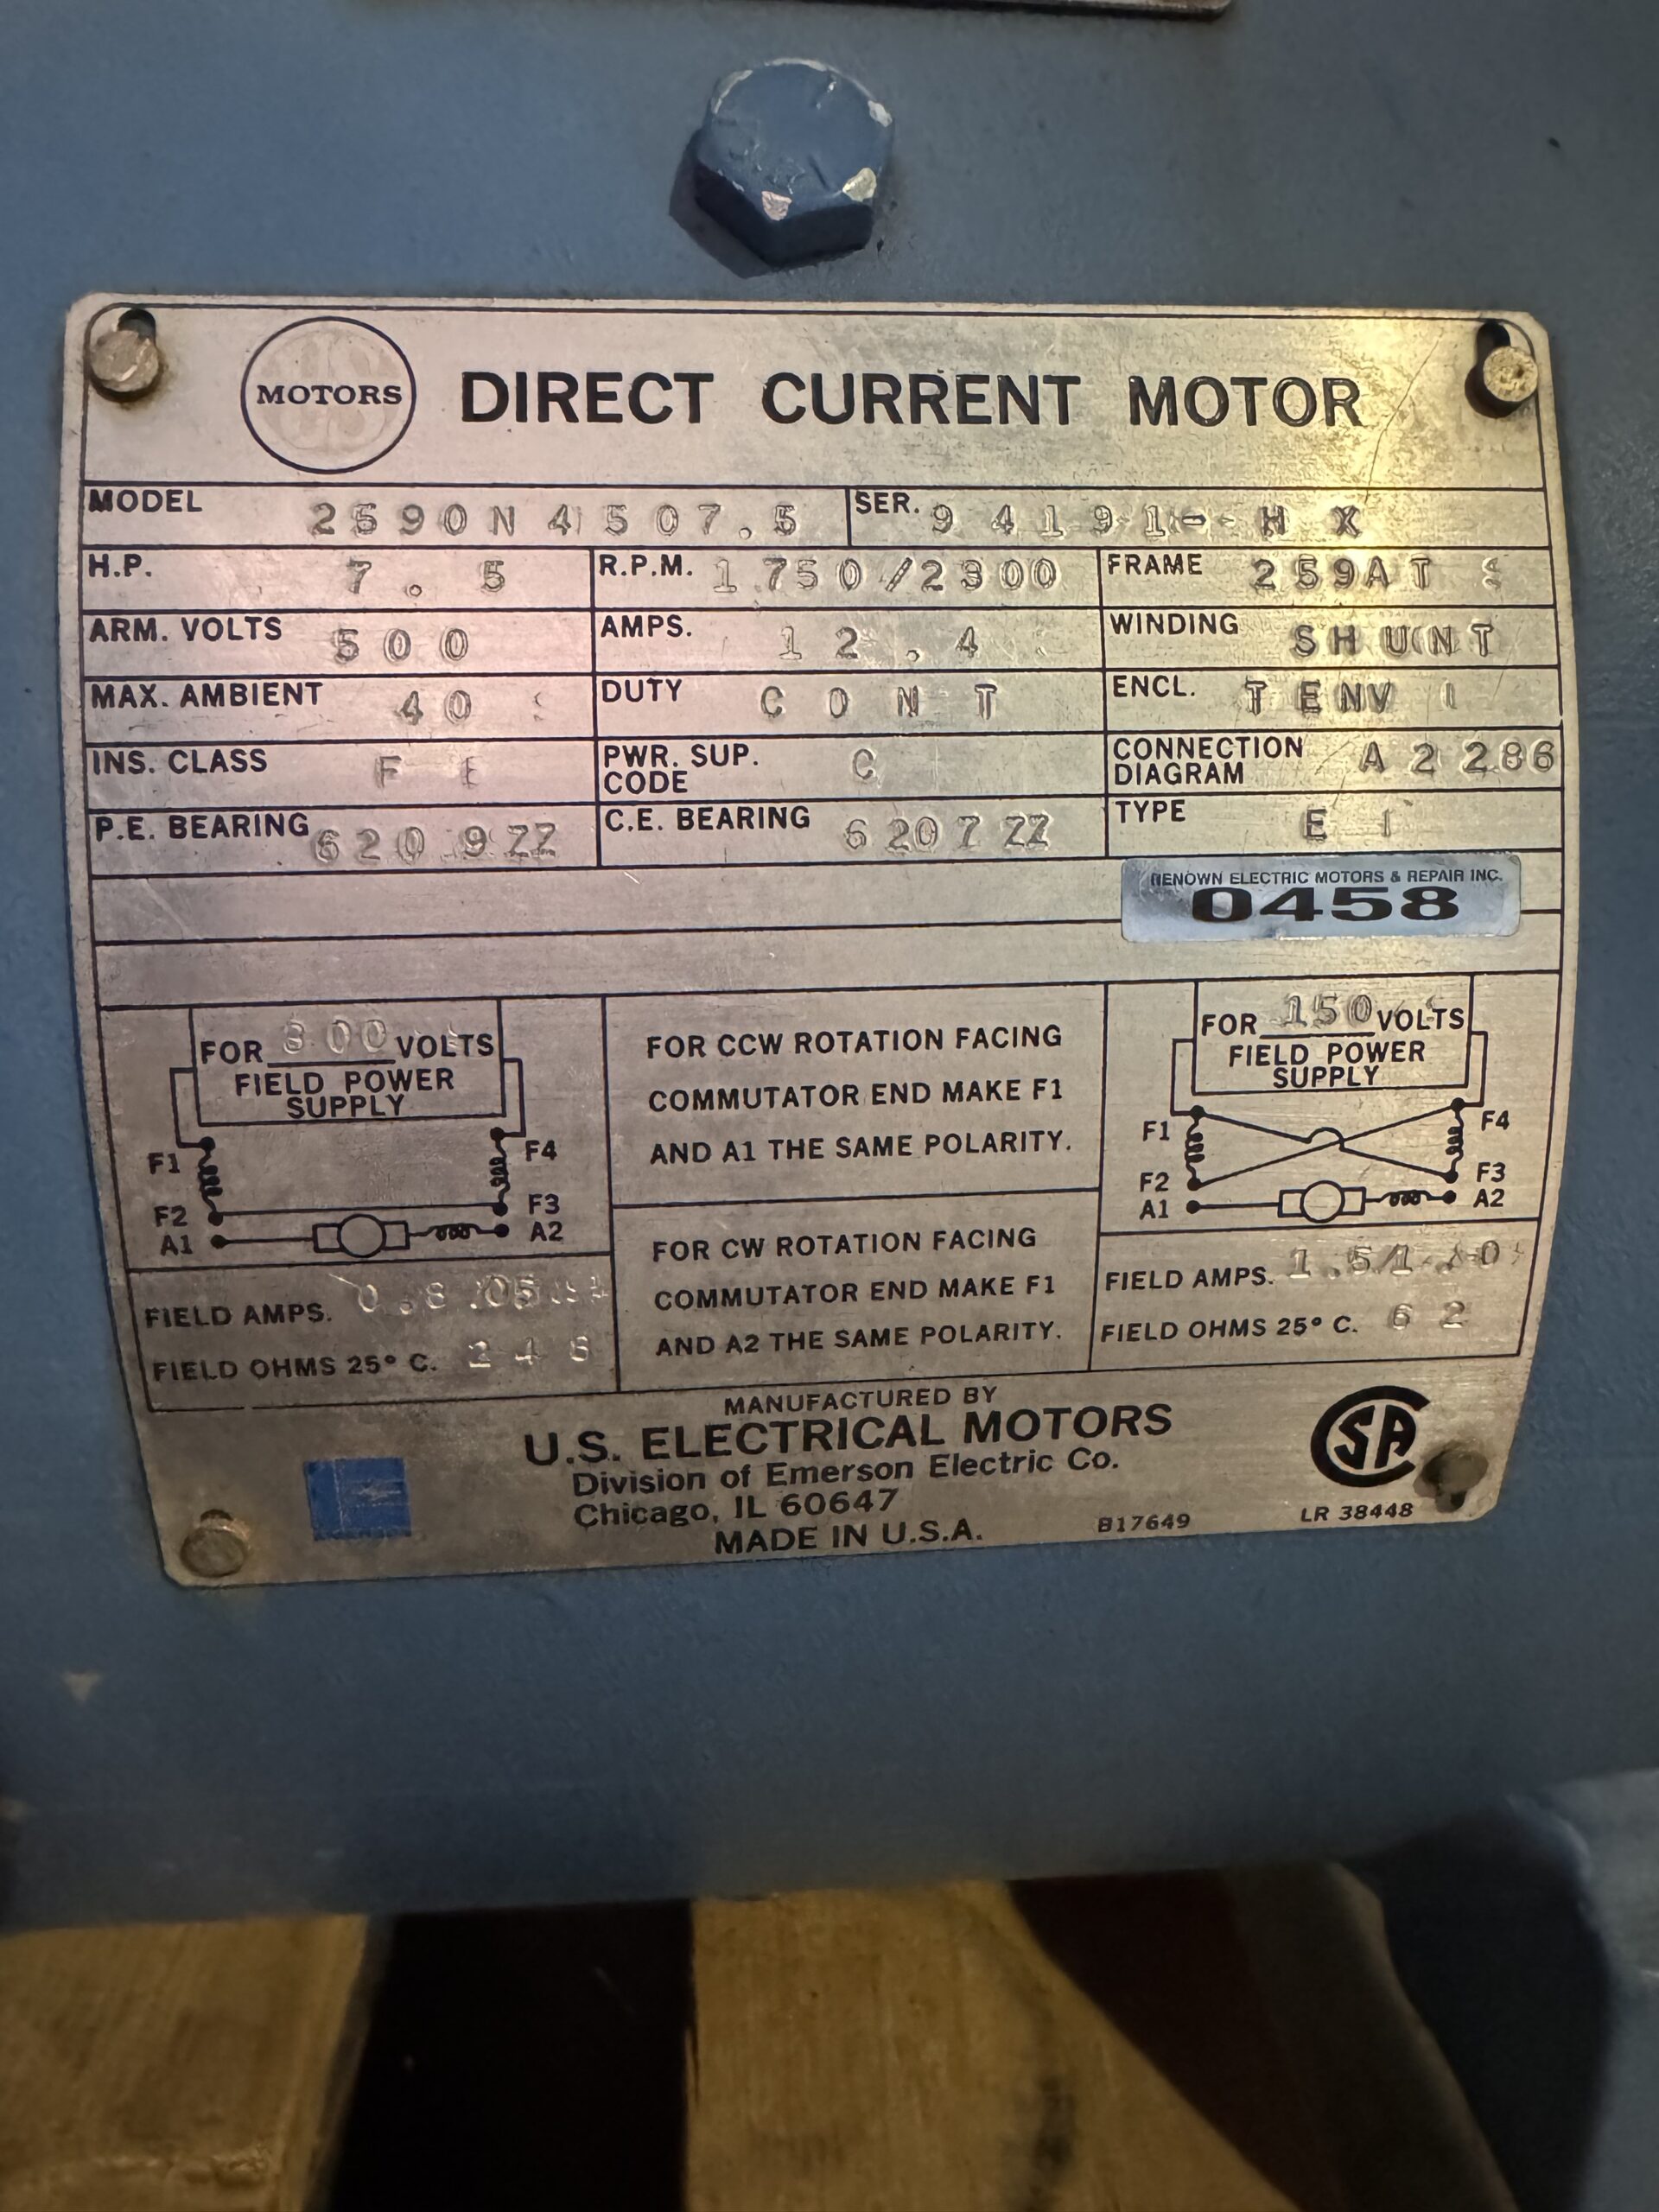 MOTORS DIRECT CURRENT MOTOR
MODEL 2590N4507.5 SER. 94191-HX
H.P. 7.5 R.P.M. 1750/2300 FRAME 259AT
ARM. VOLTS 500 AMPS. 12.4 WINDING SHUNT
MAX. AMBIENT 40 DUTY CONT ENCL. TENV
INS. CLASS F PWR. SUP. CODE C CONNECTION DIAGRAM A2286
P.E. BEARING 6209ZZ C.E. BEARING 6207ZZ TYPE E
RENOWN ELECTRIC MOTORS & REPAIR INC.
0458
FOR 300 VOLTS
FIELD POWER
SUPPLY
F1
F4
F2
F3
A1
A2
FIELD AMPS.
FIELD OHMS 25° C.
FOR CCW ROTATION FACING
COMMUTATOR END MAKE F1
AND A1 THE SAME POLARITY.
FOR CW ROTATION FACING
COMMUTATOR END MAKE F1
AND A2 THE SAME POLARITY.
FOR 150 VOLTS
FIELD POWER
SUPPLY
F1
F4
F2
F3
A1
A2
FIELD AMPS.
FIELD OHMS 25° C. 62
MANUFACTURED BY
U.S. ELECTRICAL MOTORS
Division of Emerson Electric Co.
Chicago, IL 60647
MADE IN U.S.A.
817649
SA
LR 38448